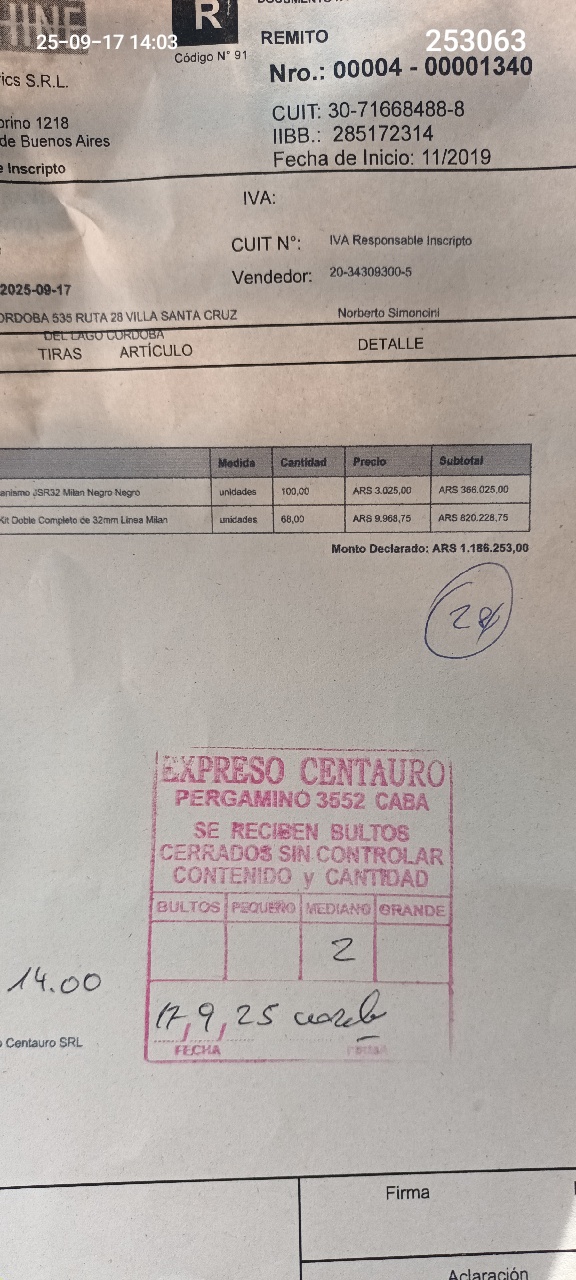 HINE
25-09-17 14:03
253063
R
Código N° 91
REMITO
Nro.: 00004 - 00001340
ics S.R.L.
CUIT: 30-71668488-8
orino 1218
IIBB.: 285172314
de Buenos Aires
Fecha de Inicio: 11/2019
e Inscripto
IVA:
CUIT N°: IVA Responsable Inscripto
Vendedor: 20-34309300-5
2025-09-17
ORDOBA 535 RUTA 28 VILLA SANTA CRUZ Norberto Simoncini
DEL LAGO CORDOBA
TIRAS ARTÍCULO DETALLE
Medida Cantidad Precio Subtotal
anismo JSR32 Milan Negro Negro unidades 100,00 ARS 3.025,00 ARS 366.025,00
Kit Doble Completo de 32mm Linea Milan unidades 68,00 ARS 9.968,75 ARS 820.228,75
Monto Declarado: ARS 1.186.253,00
EXPRESO CENTAURO
PERGAMINO 3552 CABA
SE RECIBEN BULTOS
CERRADOS SIN CONTROLAR
CONTENIDO y CANTIDAD
BULTOS PEQUEÑO MEDIANO GRANDE
2
14.00
17,9,25
o Centauro SRL
FECHA
Firma
Aclaración